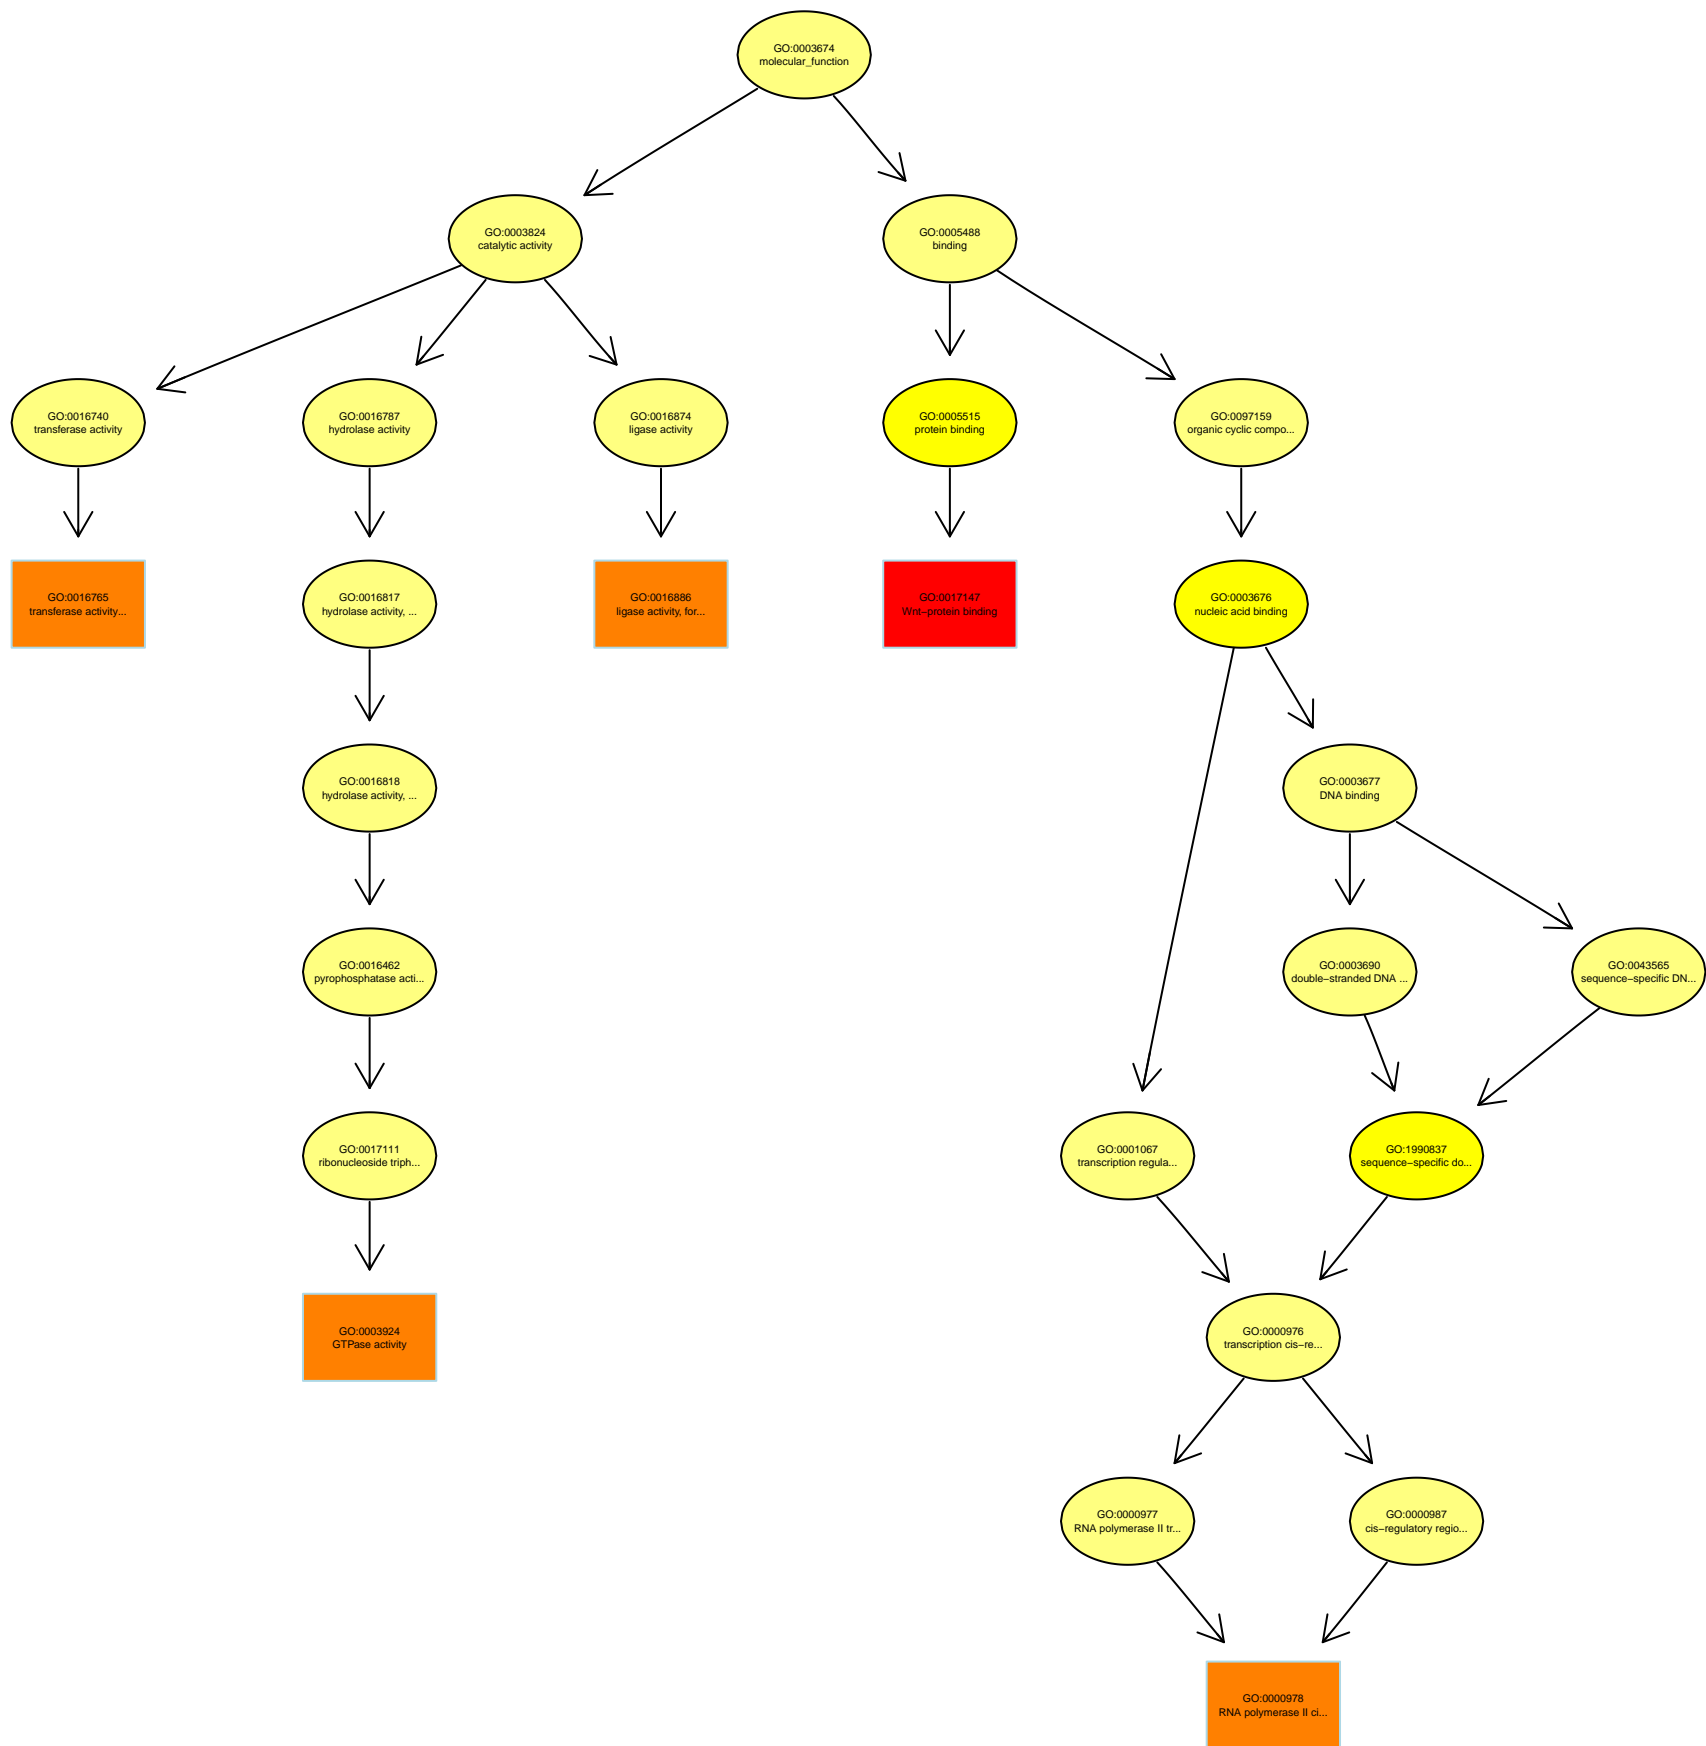 GO:0003674
molecular_function
GO:0003824
catalytic activity
GO:0005488
binding
GO:0016740
transferase activity
GO:0016787
hydrolase activity
GO:0016874
ligase activity
GO:0005515
protein binding
GO:0097159
organic cyclic compo...
GO:0016765
transferase activity...
GO:0016817
hydrolase activity, ...
GO:0016886
ligase activity, for...
GO:0017147
Wnt−protein binding
GO:0003676
nucleic acid binding
GO:0016818
hydrolase activity, ...
GO:0003677
DNA binding
GO:0016462
pyrophosphatase acti...
GO:0003690
double−stranded DNA ...
GO:0043565
sequence−specific DN...
GO:0017111
ribonucleoside triph...
GO:0001067
transcription regula...
GO:1990837
sequence−specific do...
GO:0003924
GTPase activity
GO:0000976
transcription cis−re...
GO:0000977
RNA polymerase II tr...
GO:0000987
cis−regulatory regio...
GO:0000978
RNA polymerase II ci...